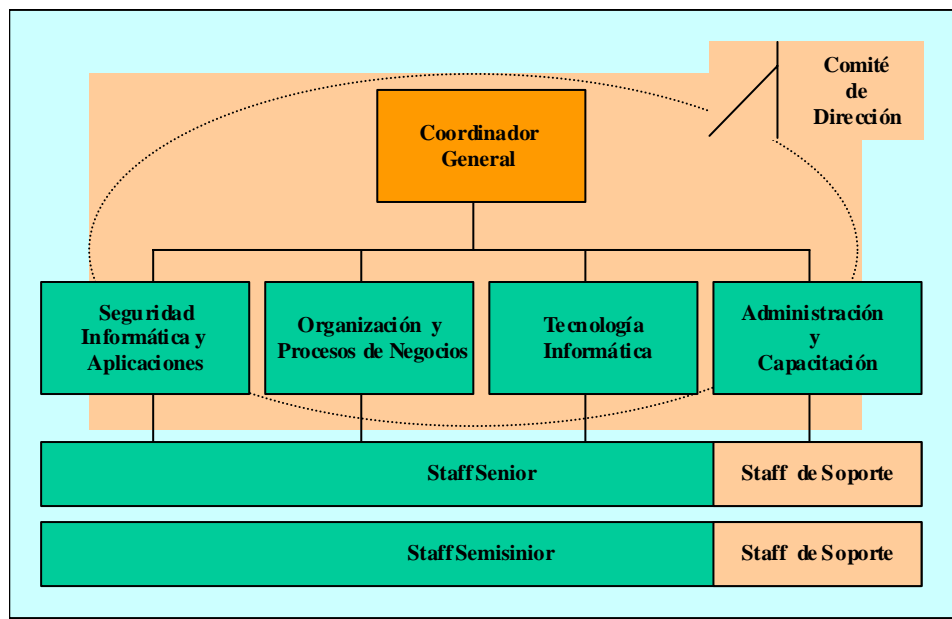 Comité
de
Dirección
Coordinador
General
Seguridad
Informática y
Aplicaciones
Organización y
Procesos de Negocios
Tecnología
Informática
Administración
y
Capacitación
Staff Senior
Staff de Soporte
Staff Semisinior
Staff de Soporte